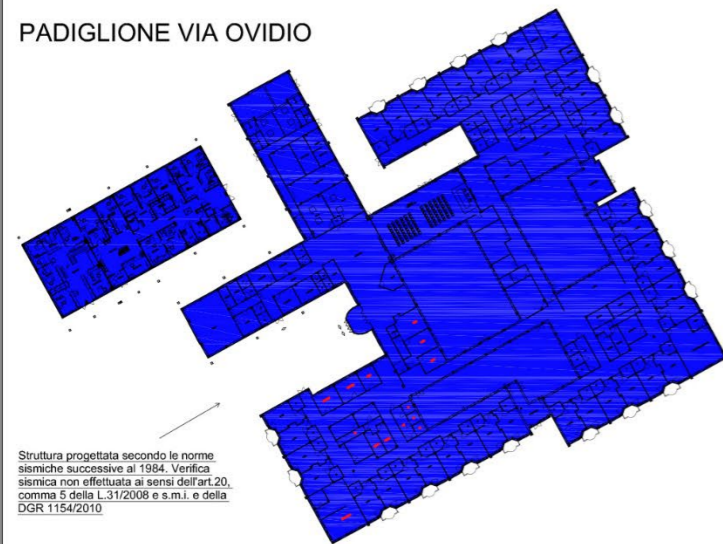 PADIGLIONE VIA OVIDIO
Struttura progettata secondo le norme
sismiche successive al 1984. Verifica
sismica non effettuata ai sensi dell'art.20,
comma 5 della L.31/2008 e s.m.i. e della
DGR 1154/2010